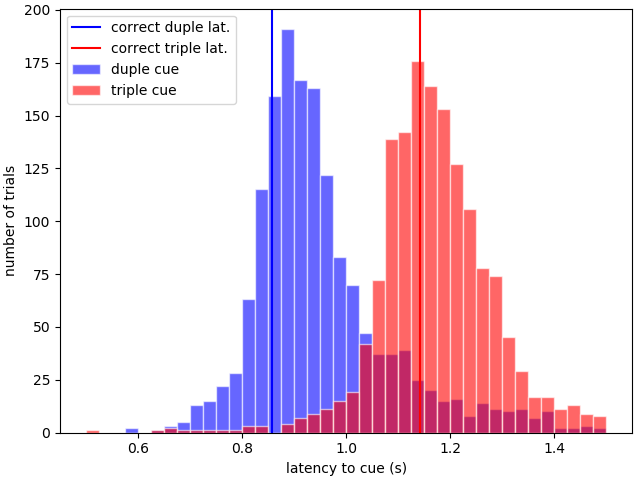 200
175
150
125
100
75
50
25
0
number of trials
correct duple lat.
correct triple lat.
duple cue
triple cue
0.6 0.8 1.0 1.2 1.4
latency to cue (s)